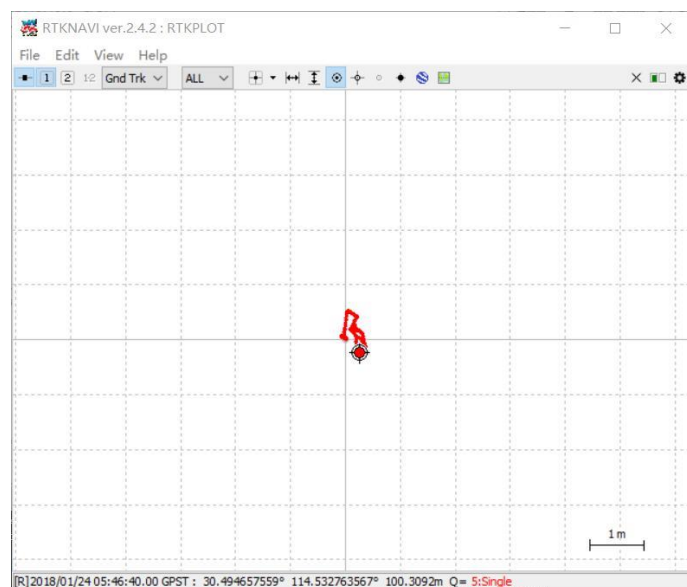 RTKNAVI ver.2.4.2 : RTKPLOT
File Edit View Help
1 2 1-2 Gnd Trk ALL
1 m
[R]2018/01/24 05:46:40.00 GPST : 30.494657559° 114.532763567° 100.3092m Q= 5:Single